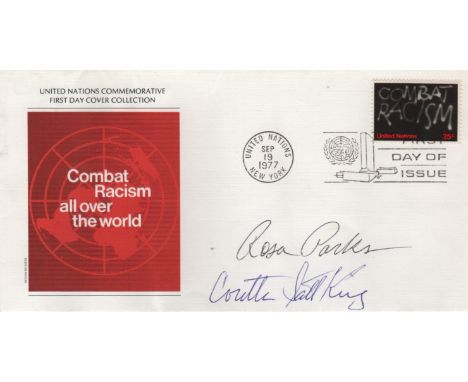 UNITED NATIONS COMMEMORATIVE
FIRST DAY COVER COLLECTION
Combat
Racism
all over
the world
UNITED NATIONS
SEP
19
1977
NEW YORK
COMBAT
RACISM
United Nations
25c
FIRST
DAY OF
ISSUE
Rosa Parks
Coretta Scott King